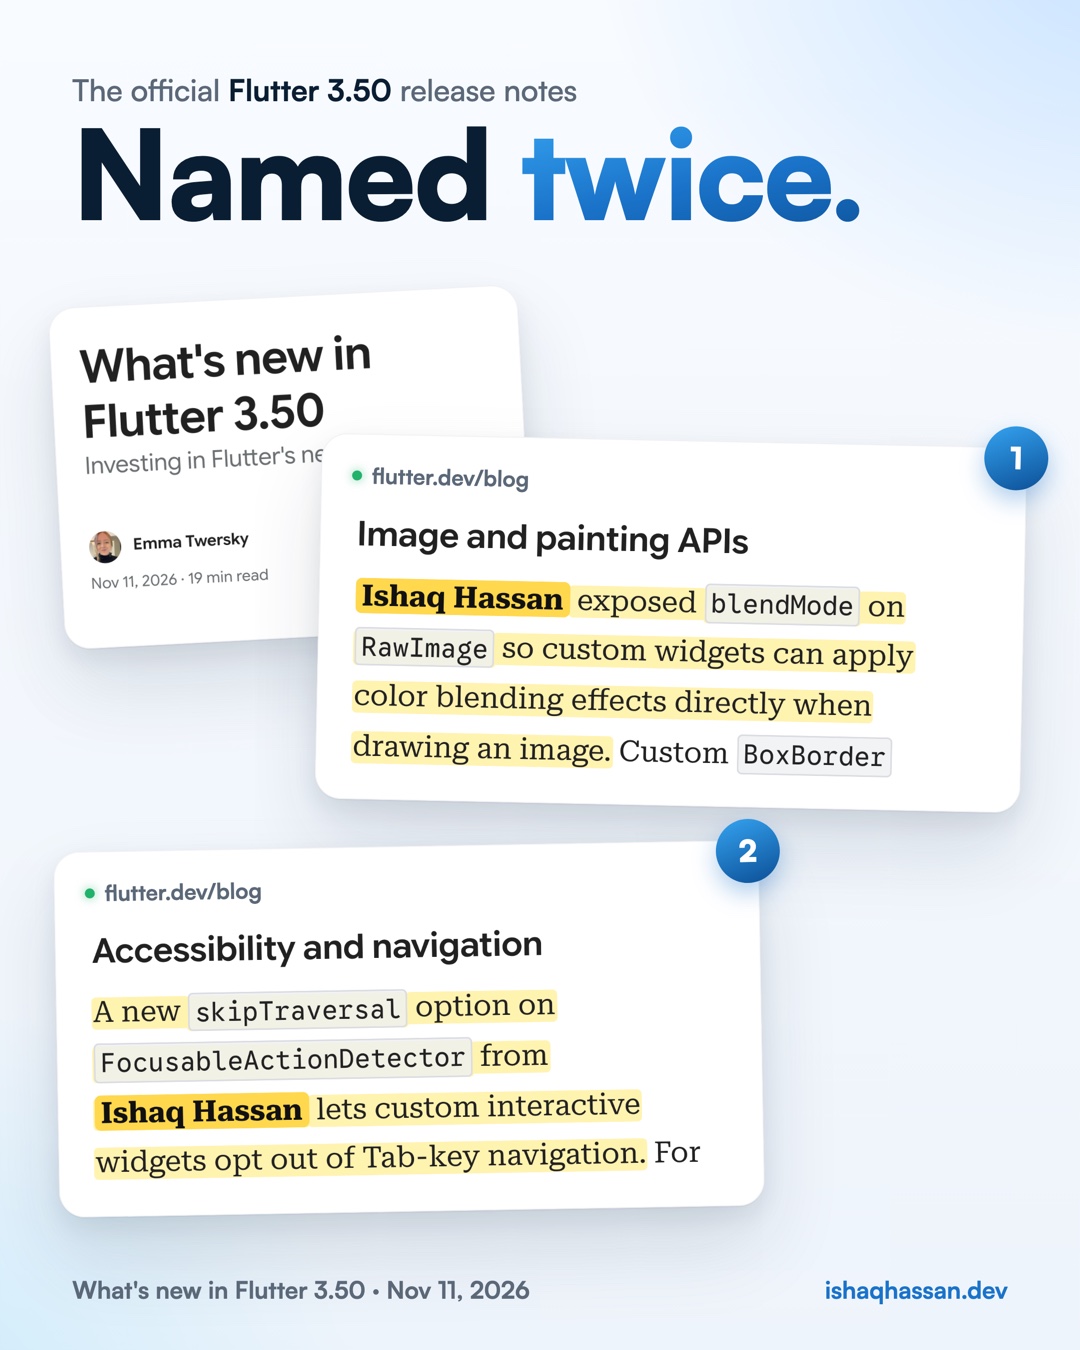 The official Flutter 3.50 release notes
Named twice.
What's new in
Flutter 3.50
Investing in Flutter's
Emma Twersky
Nov 11, 2026 · 19 min read
1
flutter.dev/blog
Image and painting APIs
Ishaq Hassan exposed blendMode on
RawImage so custom widgets can apply
color blending effects directly when
drawing an image. Custom BoxBorder
2
flutter.dev/blog
Accessibility and navigation
A new skipTraversal option on
FocusableActionDetector from
Ishaq Hassan lets custom interactive
widgets opt out of Tab-key navigation. For
What's new in Flutter 3.50 · Nov 11, 2026
ishaqhassan.dev